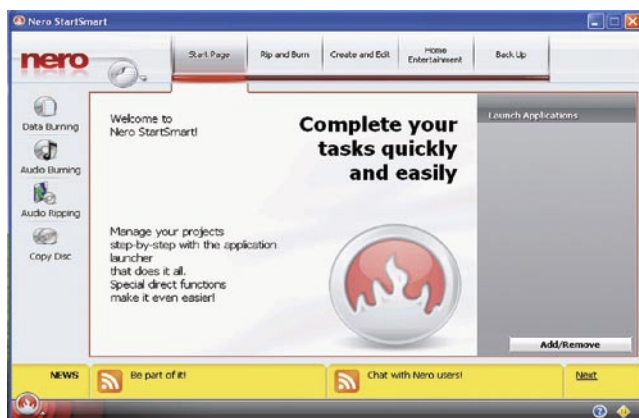 Nero StartSmart
nero
Start Page
Rip and Burn
Create and Edit
Home
Entertainment
Back Up
Data Burning
Audio Burning
Audio Ripping
Copy Disc
Welcome to
Nero StartSmart!
Complete your
tasks quickly
and easily
Manage your projects
step-by-step with the application
launcher
that does it all.
Special direct functions
make it even easier!
Launch Applications
Add/Remove
NEWS
Be part of it!
Chat with Nero users!
Next